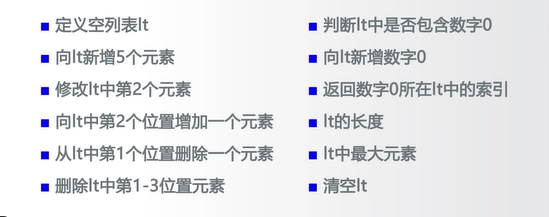 定义空列表lt
向lt新增5个元素
修改lt中第2个元素
向lt中第2个位置增加一个元素
从lt中第1个位置删除一个元素
删除lt中第1-3位置元素
判断lt中是否包含数字0
向lt新增数字0
返回数字0所在lt中的索引
lt的长度
lt中最大元素
清空lt